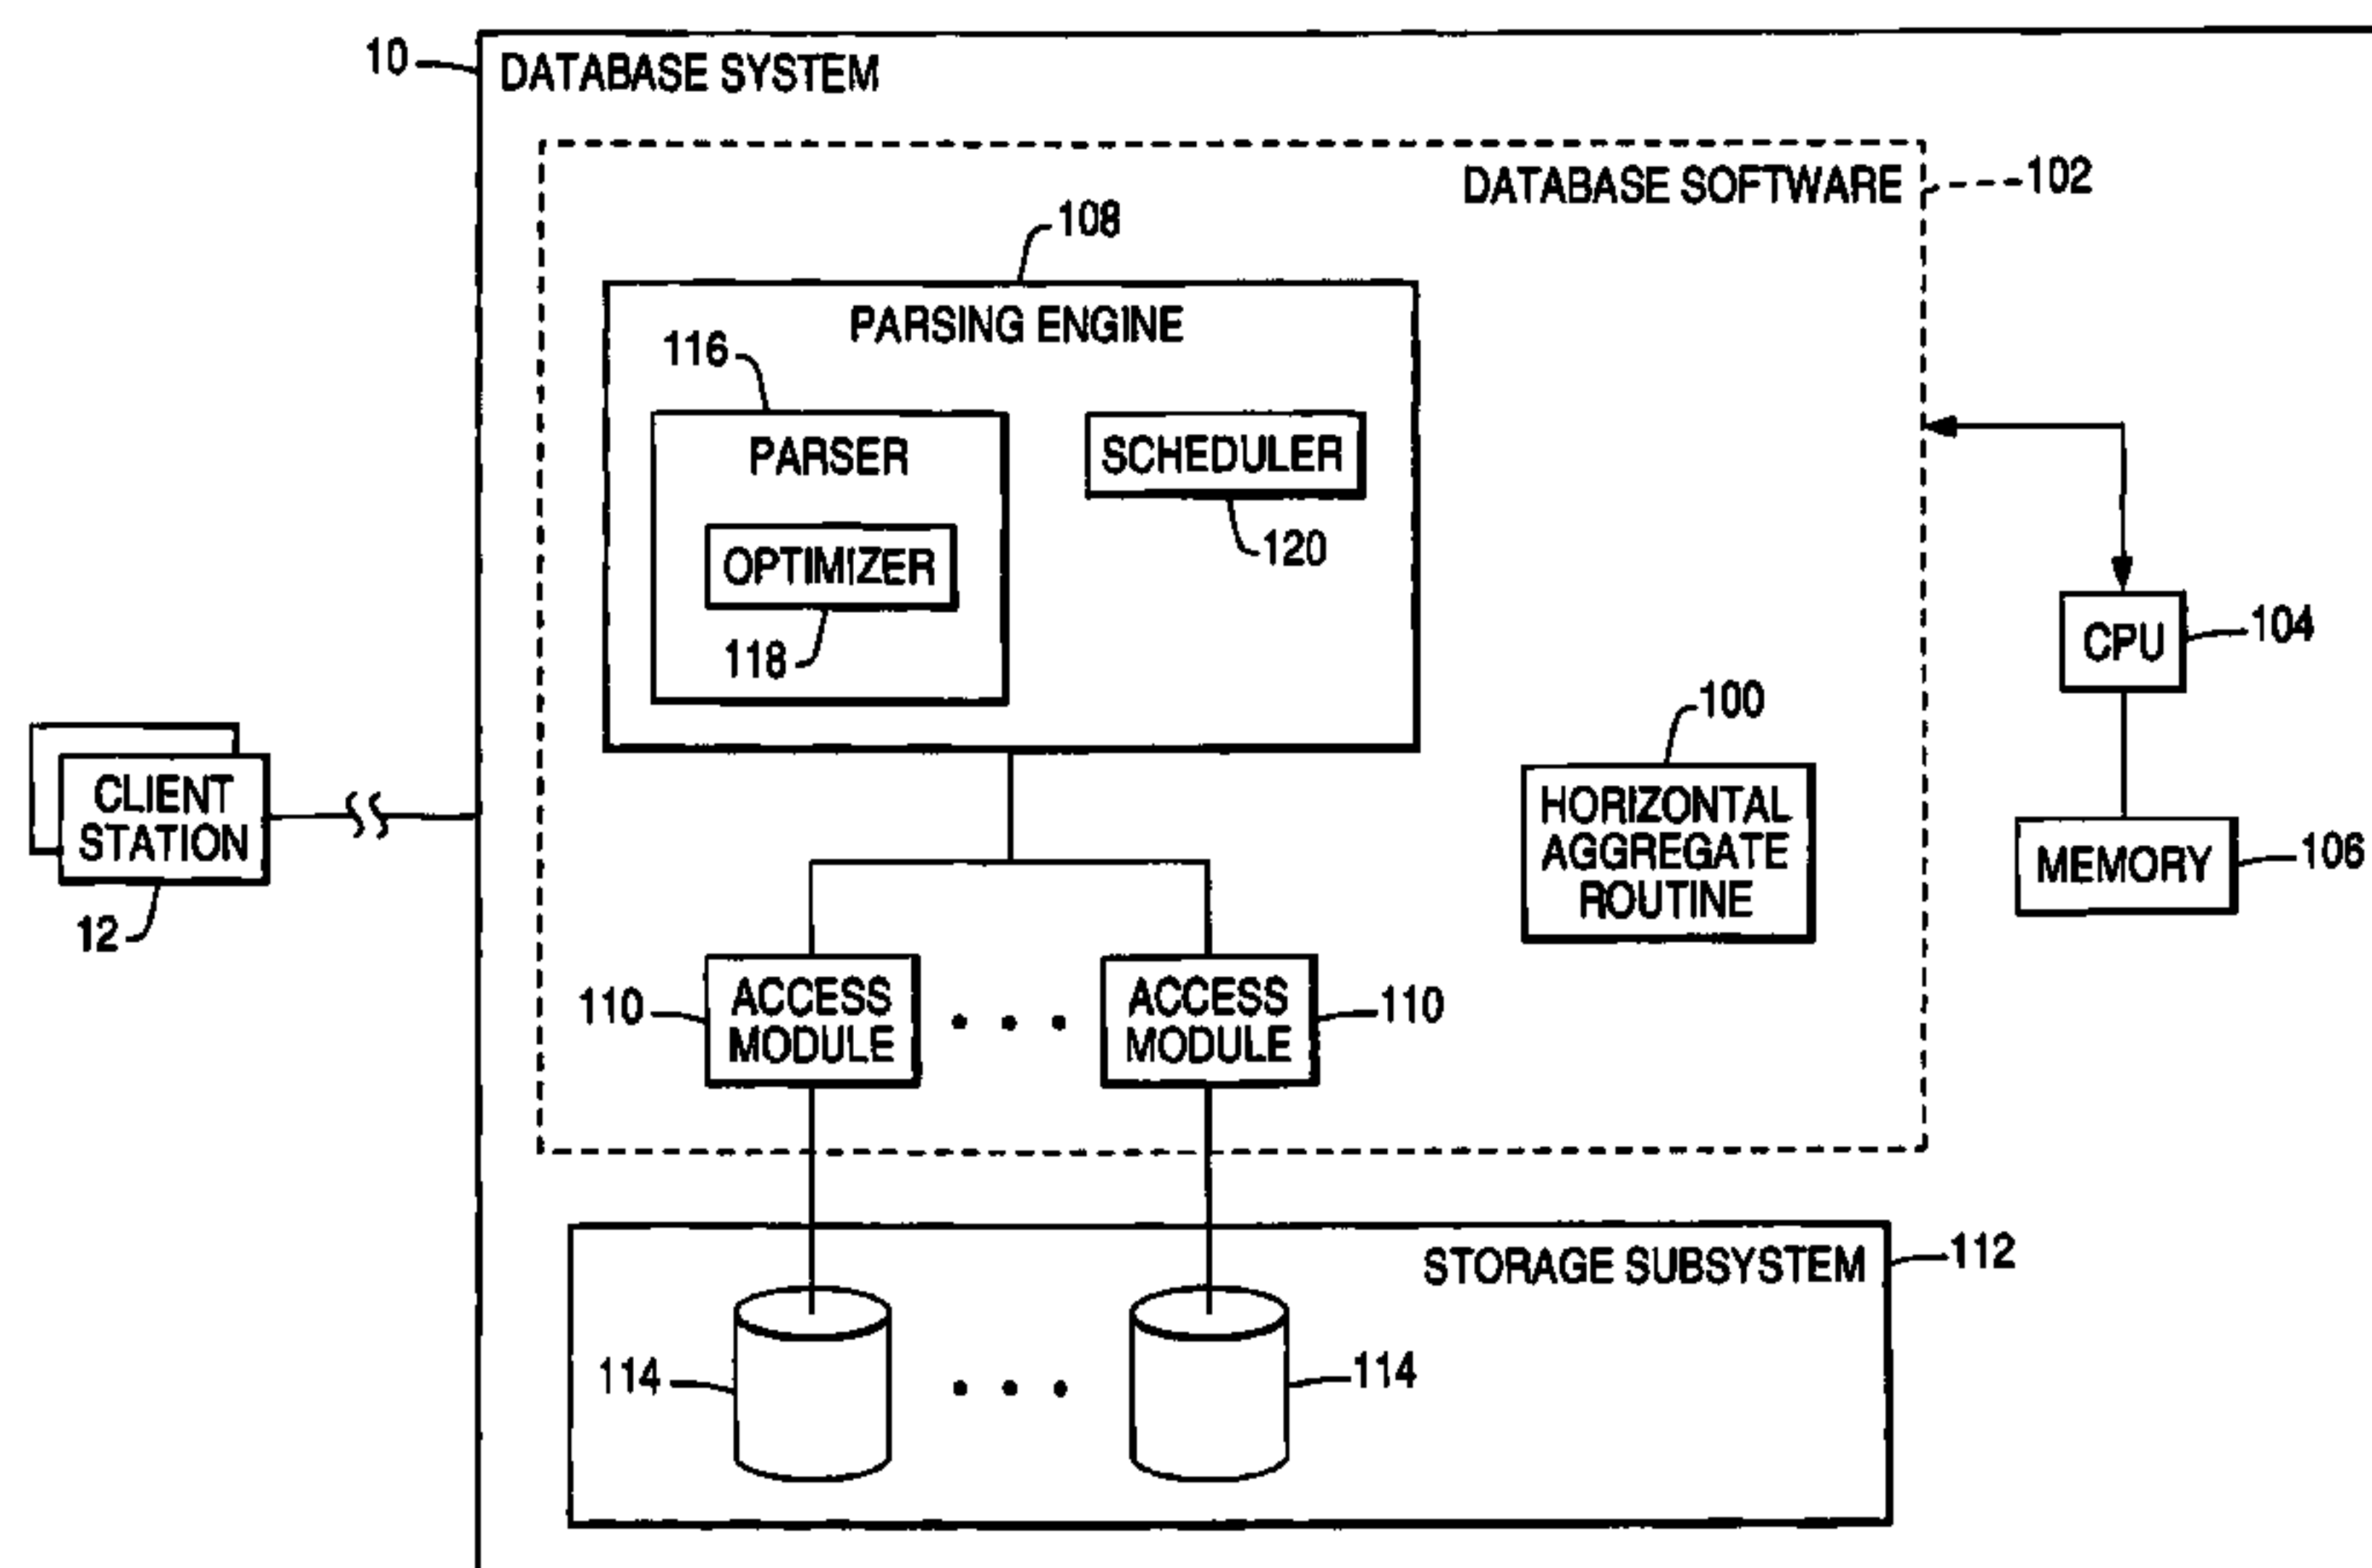 10
DATABASE SYSTEM
DATABASE SOFTWARE
102
108
PARSING ENGINE
116
PARSER
SCHEDULER
120
OPTIMIZER
118
CPU
104
100
HORIZONTAL
AGGREGATE
ROUTINE
MEMORY
106
CLIENT
STATION
12
110
ACCESS
MODULE
ACCESS
MODULE
110
STORAGE SUBSYSTEM
112
114
114